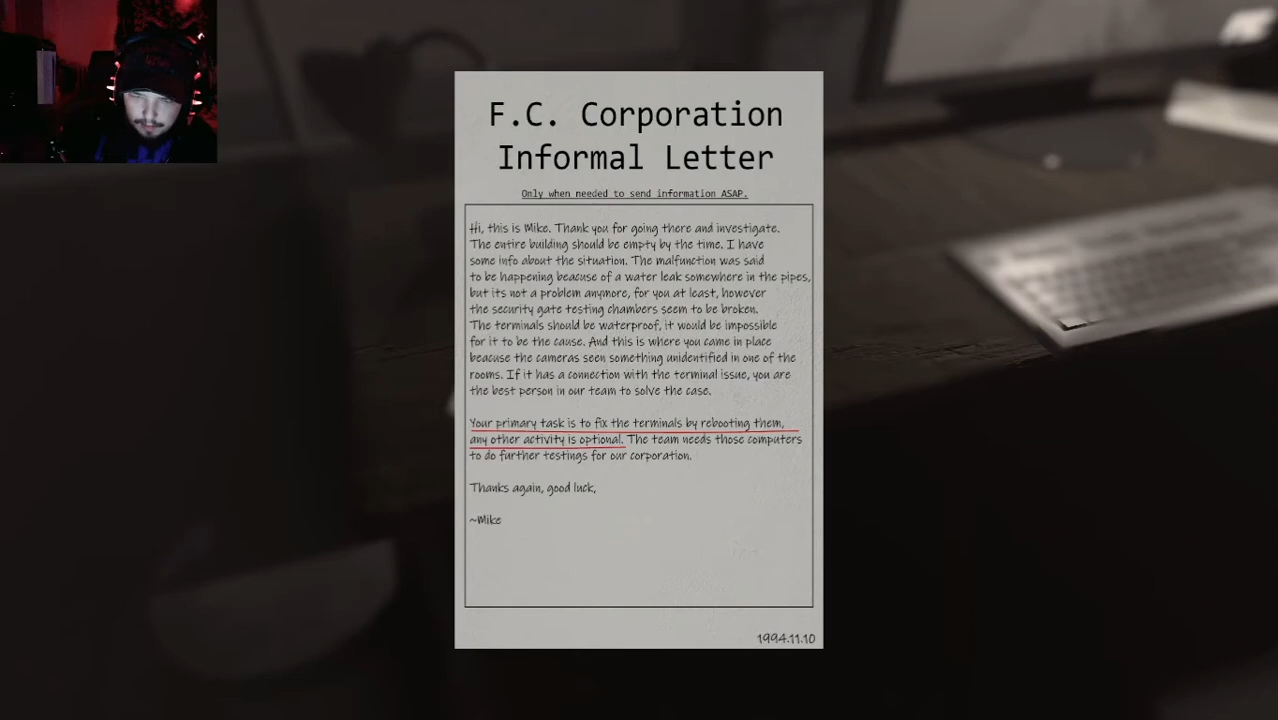 F.C. Corporation
Informal Letter
Only when needed to send information ASAP.
Hi, this is Mike. Thank you for going there and investigate.
The entire building should be empty by the time. I have
some info about the situation. The malfunction was said
to be happening beacuse of a water leak somewhere in the pipes,
but its not a problem anymore, for you at least, however
the security gate testing chambers seem to be broken.
The terminals should be waterproof, it would be impossible
for it to be the cause. And this is where you came in place
beacuse the cameras seen something unidentified in one of the
rooms. If it has a connection with the terminal issue, you are
the best person in our team to solve the case.
Your primary task is to fix the terminals by rebooting them,
any other activity is optional. The team needs those computers
to do further testings for our corporation.
Thanks again, good luck,
~Mike
1994.11.10